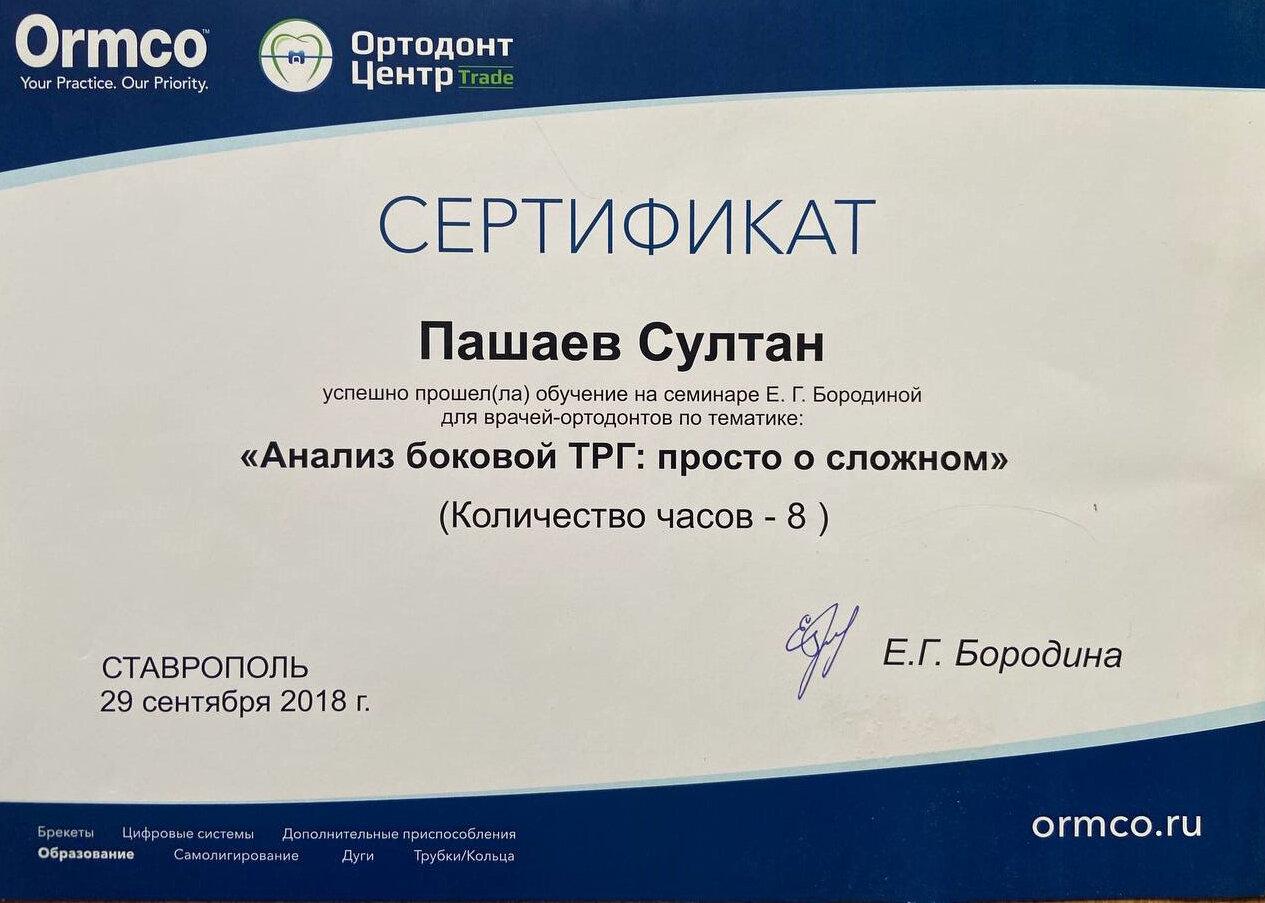 Ormco™
Your Practice. Our Priority.
Ортодонт
Центр Trade
СЕРТИФИКАТ
Пашаев Султан
успешно прошел(ла) обучение на семинаре Е. Г. Бородиной
для врачей-ортодонтов по тематике:
«Анализ боковой ТРГ: просто о сложном»
(Количество часов - 8 )
Е.Г. Бородина
СТАВРОПОЛЬ
29 сентября 2018 г.
Брекеты Цифровые системы Дополнительные приспособления
Образование Самолигирование Дуги Трубки/Кольца
ormco.ru